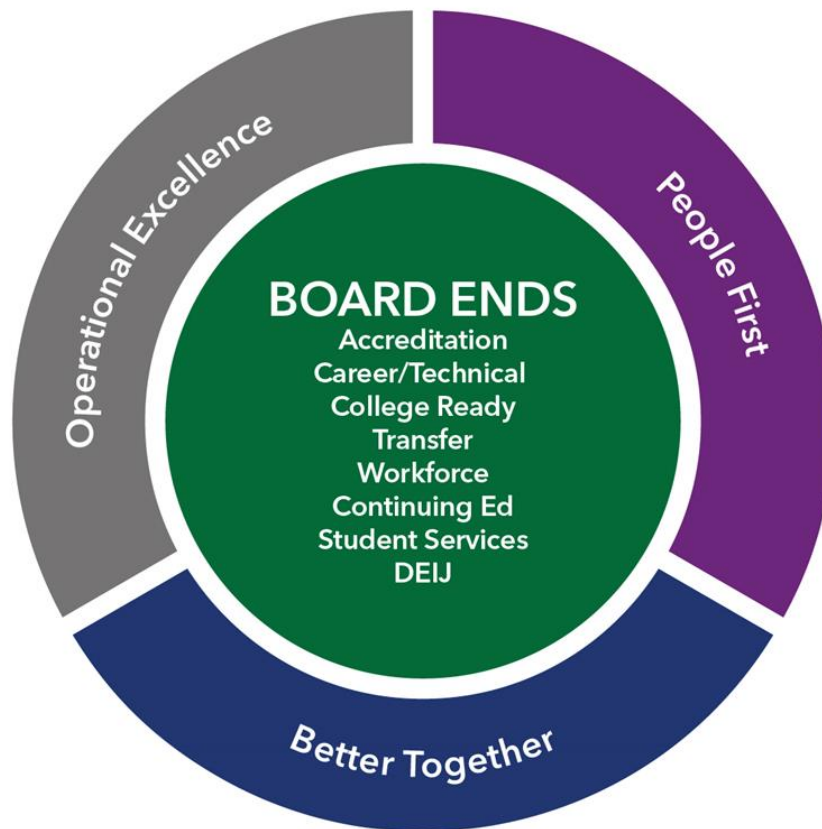 Operational Excellence
People First
BOARD ENDS
Accreditation
Career/Technical
College Ready
Transfer
Workforce
Continuing Ed
Student Services
DEIJ
Better Together